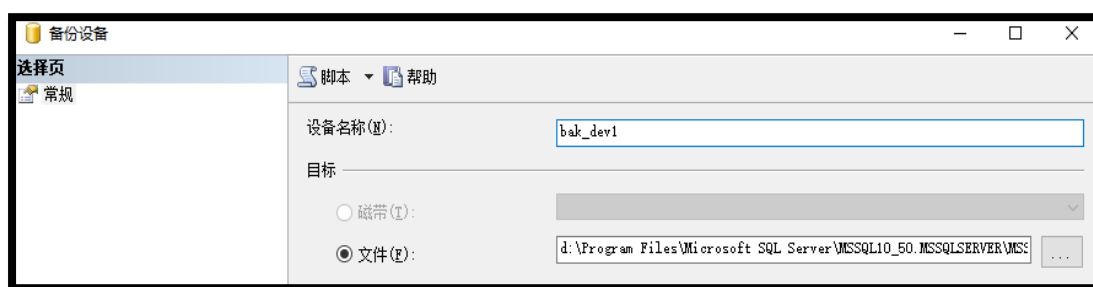 备份设备
选择页
常规
脚本 帮助
设备名称(N): bak_dev1
目标
磁带(T):
文件(F): d:\Program Files\Microsoft SQL Server\MSSQL10_50.MSSQLSERVER\MSS ...